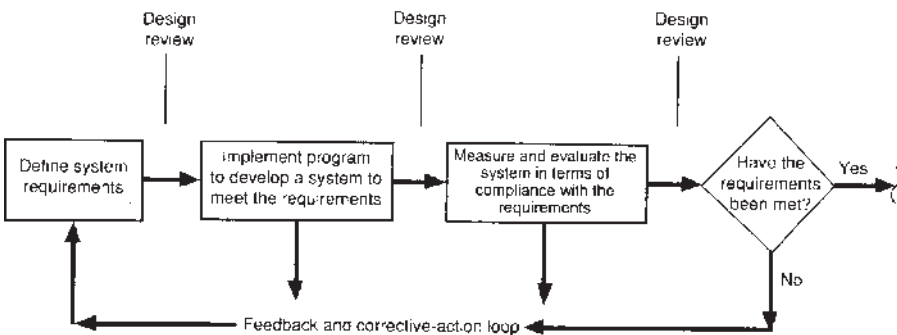 Design
review
Design
review
Design
review
Define system
requirements
Implement program
to develop a system to
meet the requirements
Measure and evaluate the
system in terms of
compliance with the
requirements
Have the
requirements
been met?
Yes
No
Feedback and corrective-action loop